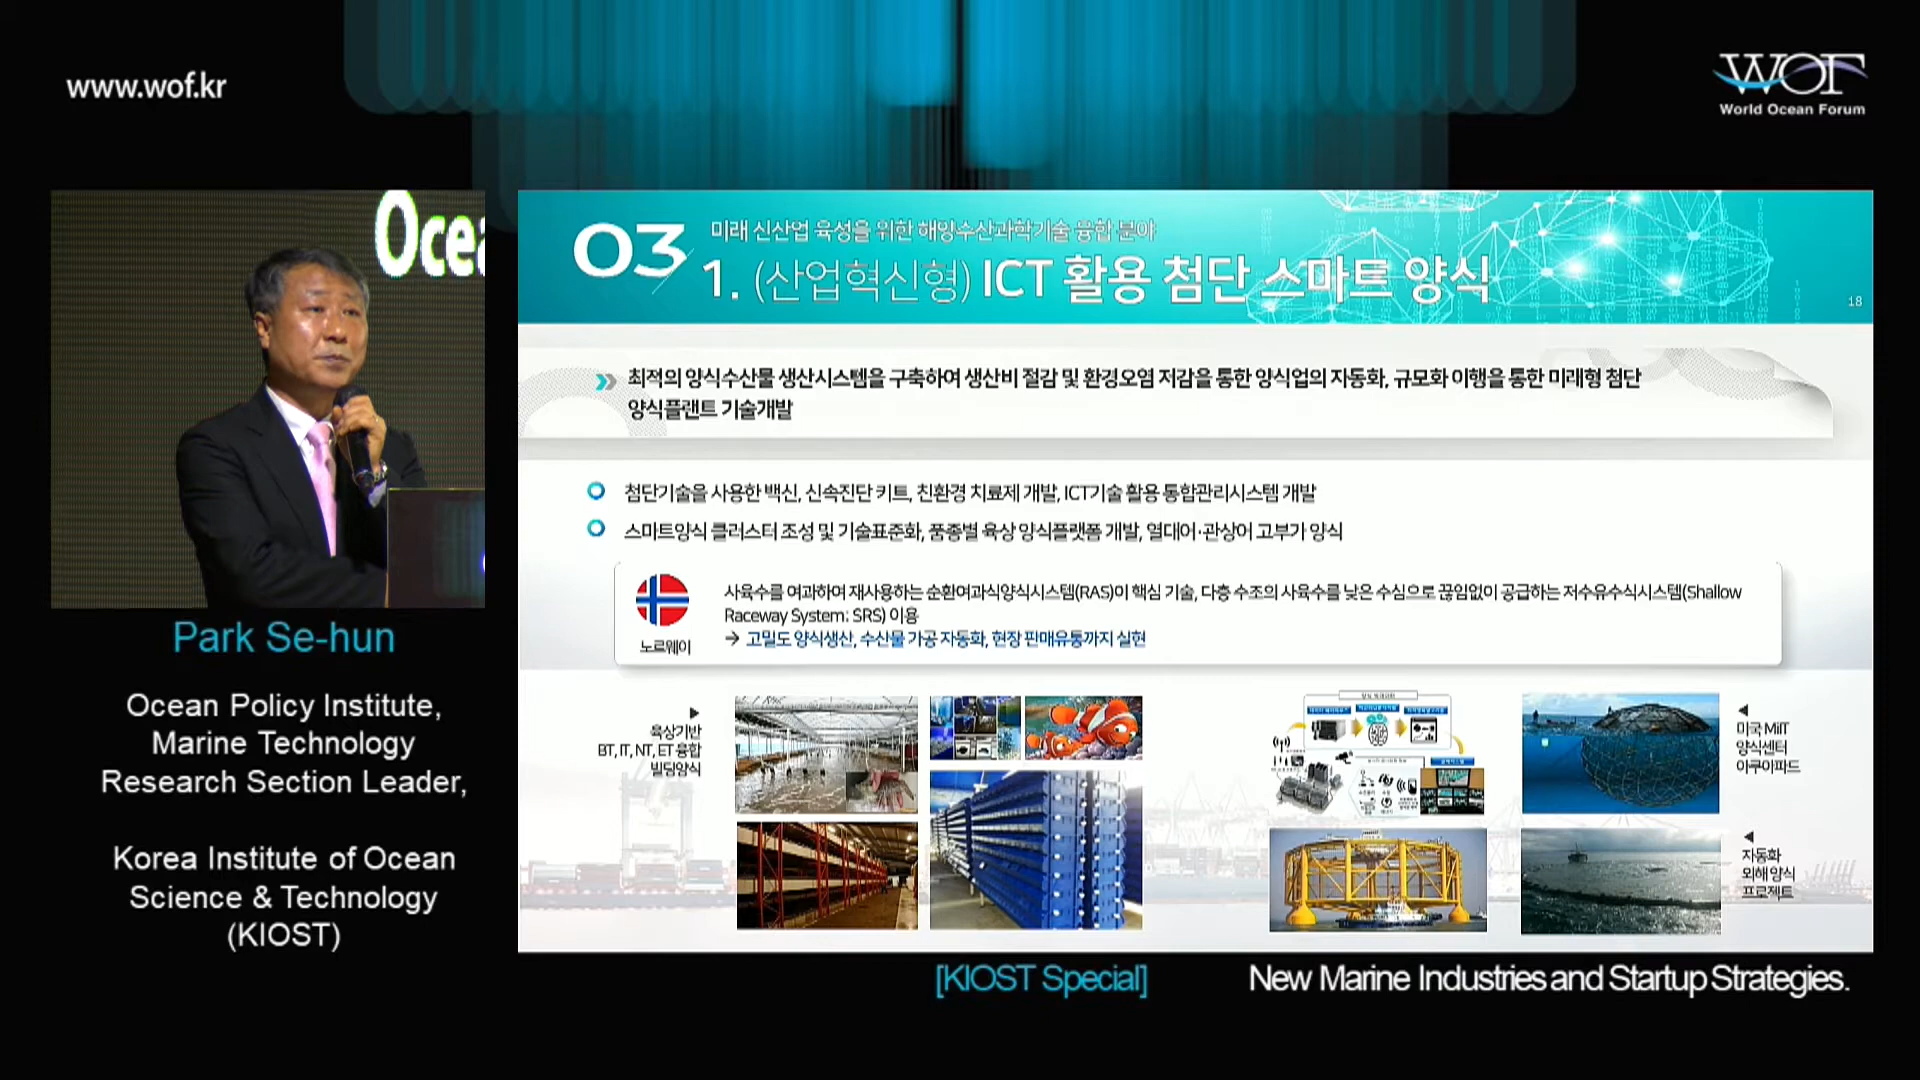 www.wof.kr
WOF
World Ocean Forum
Ocea
03
미래 신산업 육성을 위한 해양수산과학기술 융합 분야
1. (산업혁신형) ICT 활용 첨단 스마트 양식
18
최적의 양식수산물 생산시스템을 구축하여 생산비 절감 및 환경오염 저감을 통한 양식업의 자동화, 규모화 이행을 통한 미래형 첨단
양식플랜트 기술개발
첨단기술을 사용한 백신, 신속진단 키트, 친환경 치료제 개발, ICT기술 활용 통합관리시스템 개발
스마트양식 클러스터 조성 및 기술표준화, 품종별 육상 양식플랫폼 개발, 열대어·관상어 고부가 양식
사육수를 여과하여 재사용하는 순환여과식양식시스템(RAS)이 핵심 기술, 다층 수조의 사육수를 낮은 수심으로 끊임없이 공급하는 저수유수식시스템(Shallow
Raceway System: SRS) 이용
→ 고밀도 양식생산, 수산물 가공 자동화, 현장 판매유통까지 실현
노르웨이
육상기반
BT, IT, NT, ET 융합
빌딩양식
미국 MIT
양식센터
아쿠아파드
자동화
외해 양식
프로젝트
Park Se-hun
Ocean Policy Institute,
Marine Technology
Research Section Leader,
Korea Institute of Ocean
Science & Technology
(KIOST)
[KIOST Special]
New Marine Industries and Startup Strategies.